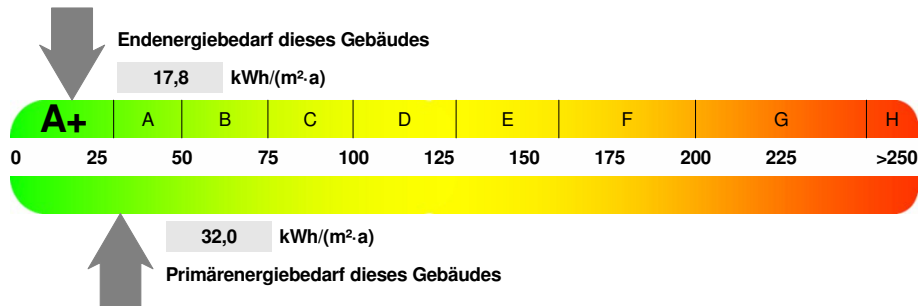 Endenergiebedarf dieses Gebäudes
17,8 kWh/(m²·a)
A+ A B C D E F G H
0 25 50 75 100 125 150 175 200 225 >250
32,0 kWh/(m²·a)
Primärenergiebedarf dieses Gebäudes